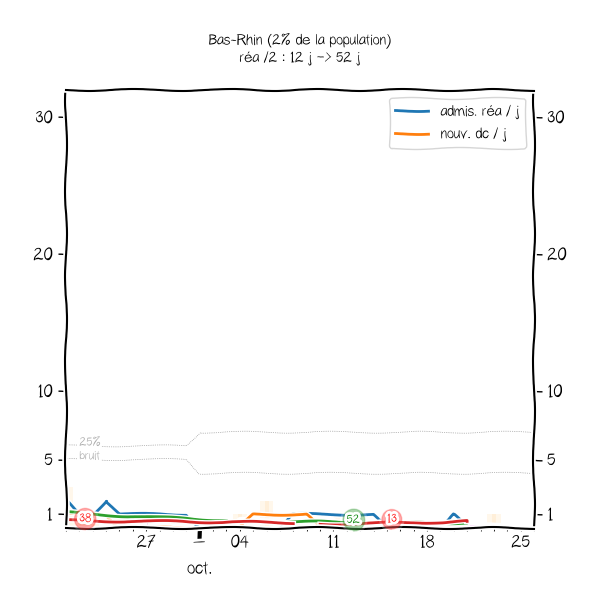 Bas-Rhin (2% de la population)
réa /2 : 12 j -> 52 j
admis. réa / j
nouv. dc / j
30 30
20 20
10 10
25%
bruit
5 5
1 1
38 52 13
27 04 11 18 25
oct.